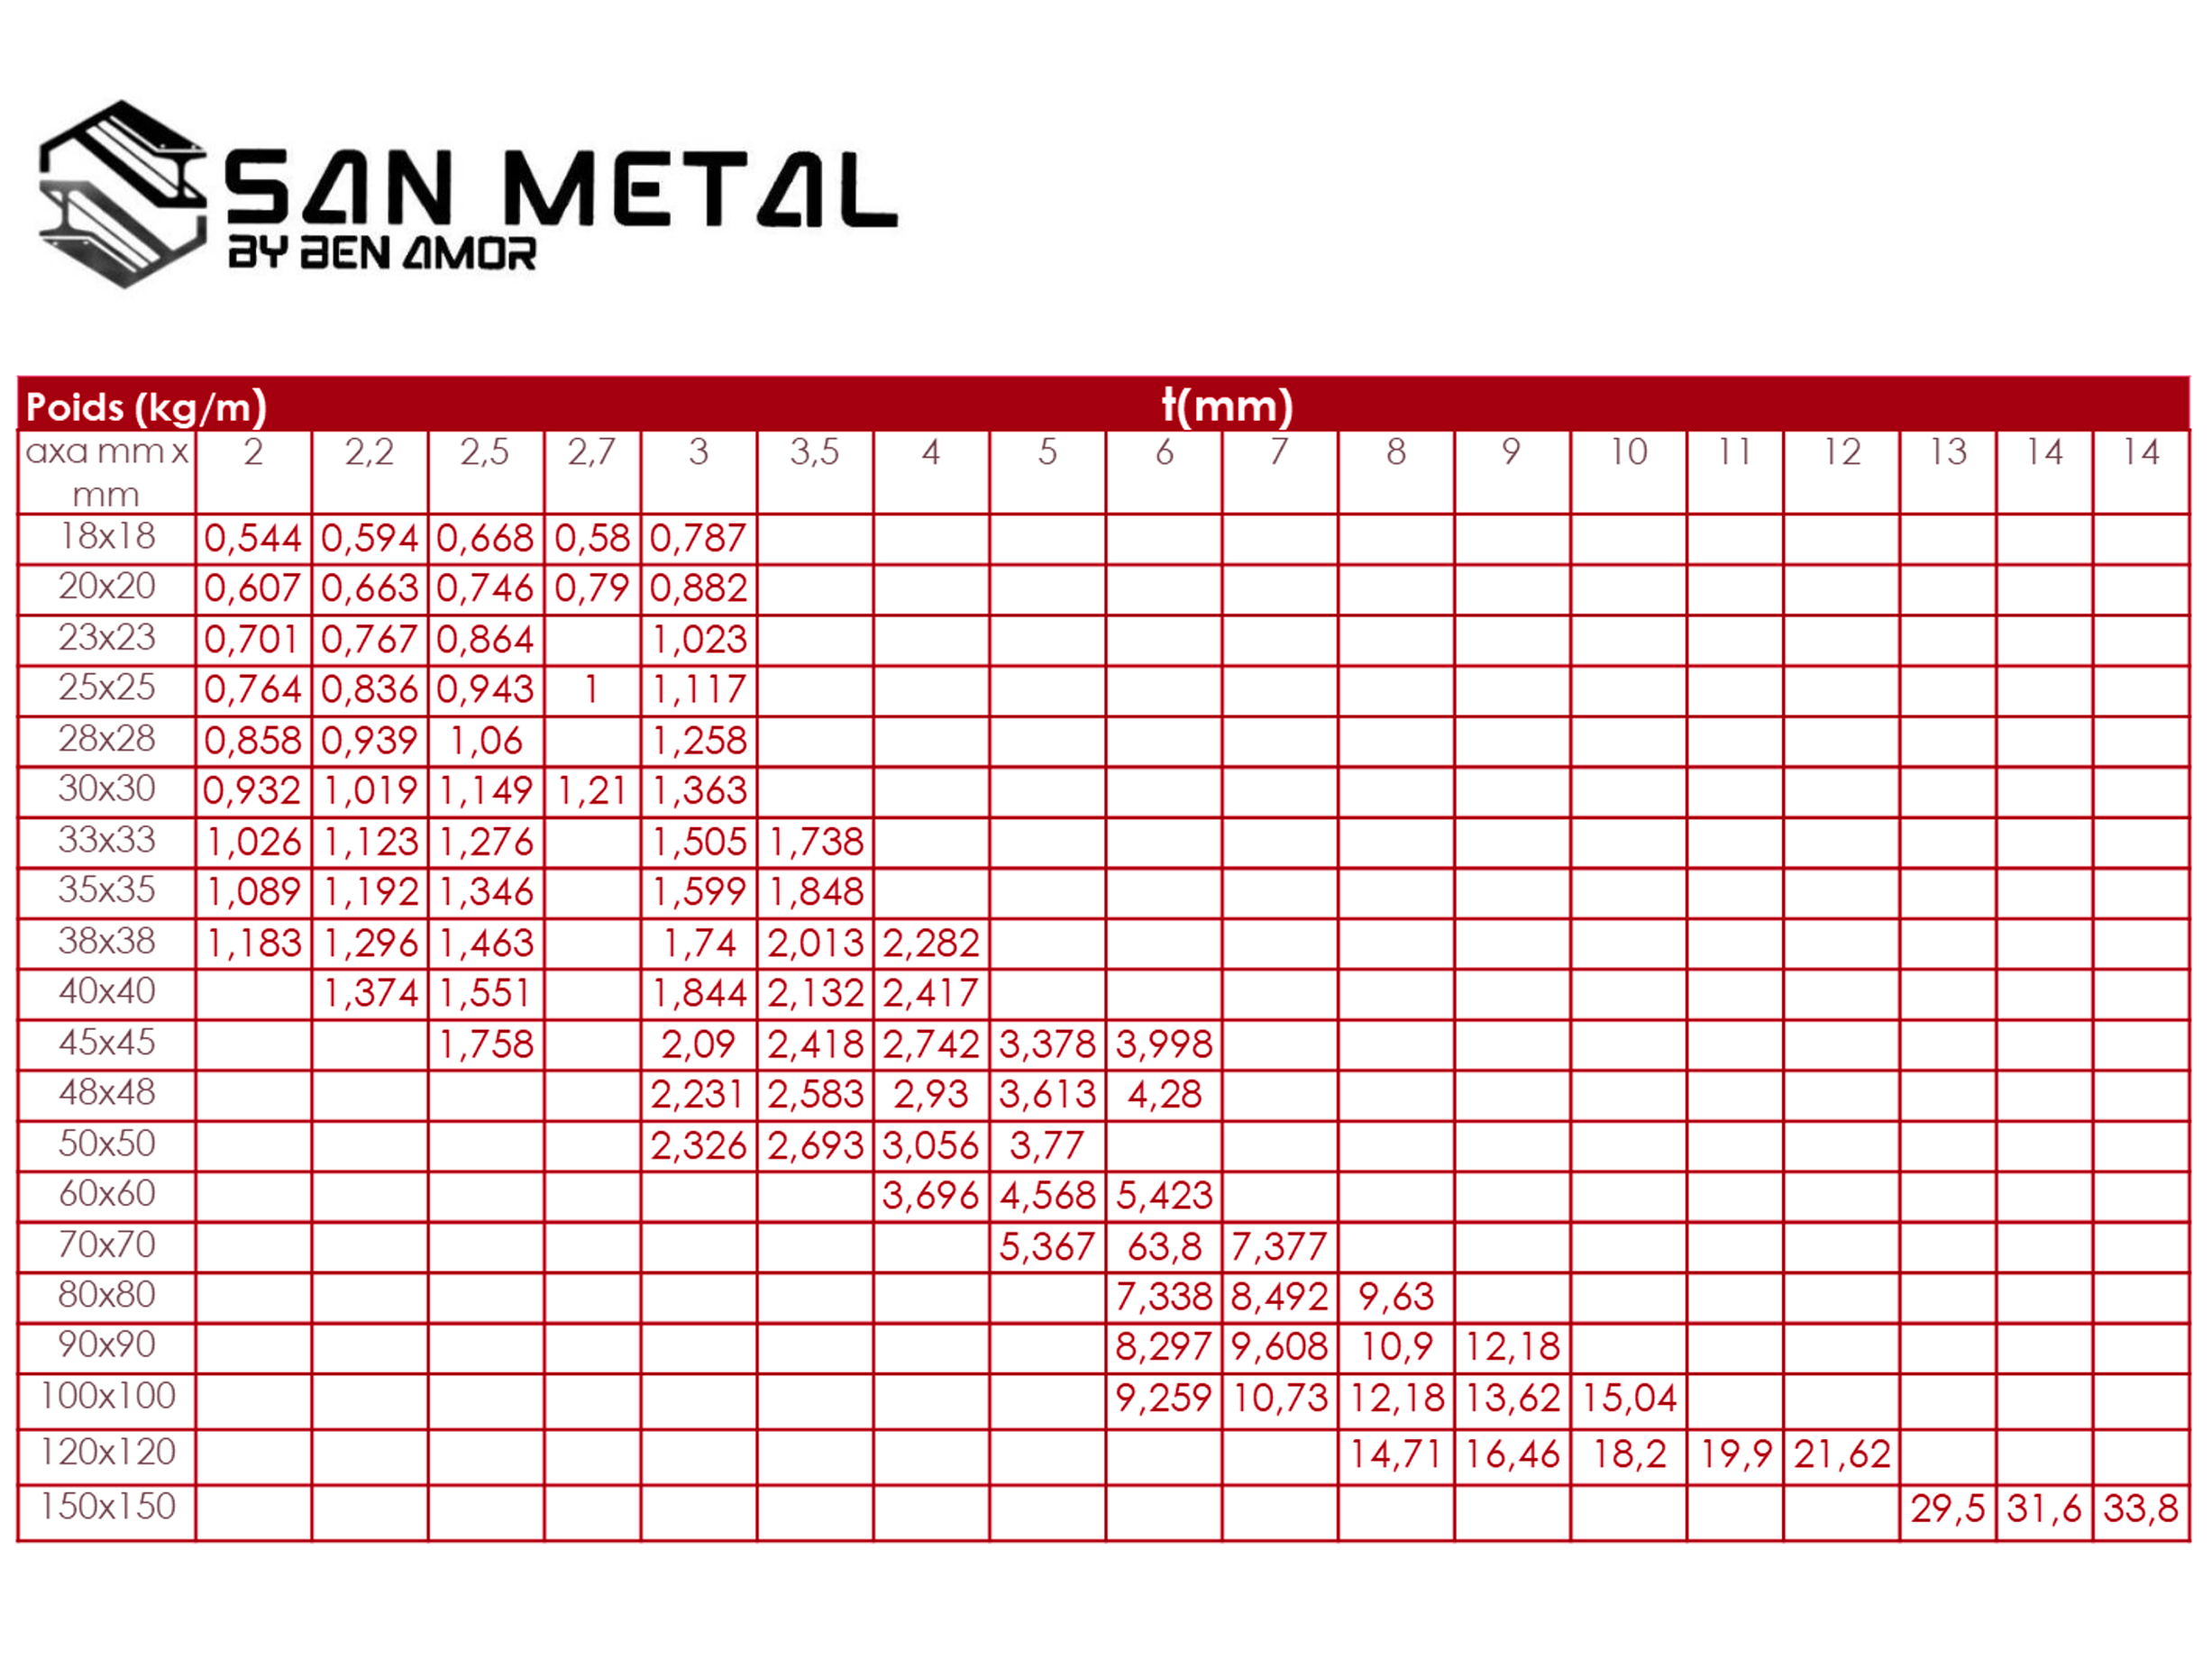 SAN METAL
BY BEN AMOR
Poids (kg/m) t(mm)
axa mm x 2 2,2 2,5 2,7 3 3,5 4 5 6 7 8 9 10 11 12 13 14 14
mm
18x18 0,544 0,594 0,668 0,58 0,787
20x20 0,607 0,663 0,746 0,79 0,882
23x23 0,701 0,767 0,864 1,023
25x25 0,764 0,836 0,943 1 1,117
28x28 0,858 0,939 1,06 1,258
30x30 0,932 1,019 1,149 1,21 1,363
33x33 1,026 1,123 1,276 1,505 1,738
35x35 1,089 1,192 1,346 1,599 1,848
38x38 1,183 1,296 1,463 1,74 2,013 2,282
40x40 1,374 1,551 1,844 2,132 2,417
45x45 1,758 2,09 2,418 2,742 3,378 3,998
48x48 2,231 2,583 2,93 3,613 4,28
50x50 2,326 2,693 3,056 3,77
60x60 3,696 4,568 5,423
70x70 5,367 63,8 7,377
80x80 7,338 8,492 9,63
90x90 8,297 9,608 10,9 12,18
100x100 9,259 10,73 12,18 13,62 15,04
120x120 14,71 16,46 18,2 19,9 21,62
150x150 29,5 31,6 33,8